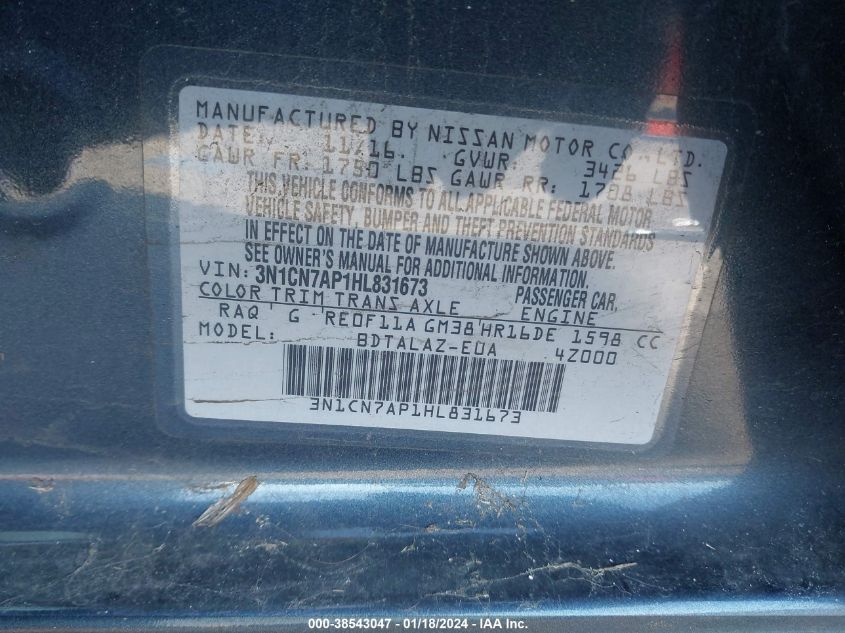 MANUFACTURED BY NISSAN MOTOR CO., LTD.
DATE 11/16. GVWR 3426 LBS
GAWR FR: 1790 LBS GAWR RR: 1788 LBS
THIS VEHICLE CONFORMS TO ALL APPLICABLE FEDERAL MOTOR
VEHICLE SAFETY, BUMPER AND THEFT PREVENTION STANDARDS
IN EFFECT ON THE DATE OF MANUFACTURE SHOWN ABOVE.
SEE OWNER'S MANUAL FOR ADDITIONAL INFORMATION.
VIN: 3N1CN7AP1HL831673 PASSENGER CAR.
COLOR TRIM TRANS AXLE ENGINE
RAQ G RE0F11A GM38 HR16DE 1598 CC
MODEL: BDTALAZ-EUA 4Z000
3N1CN7AP1HL831673
000-38543047 - 01/18/2024 - IAA Inc.